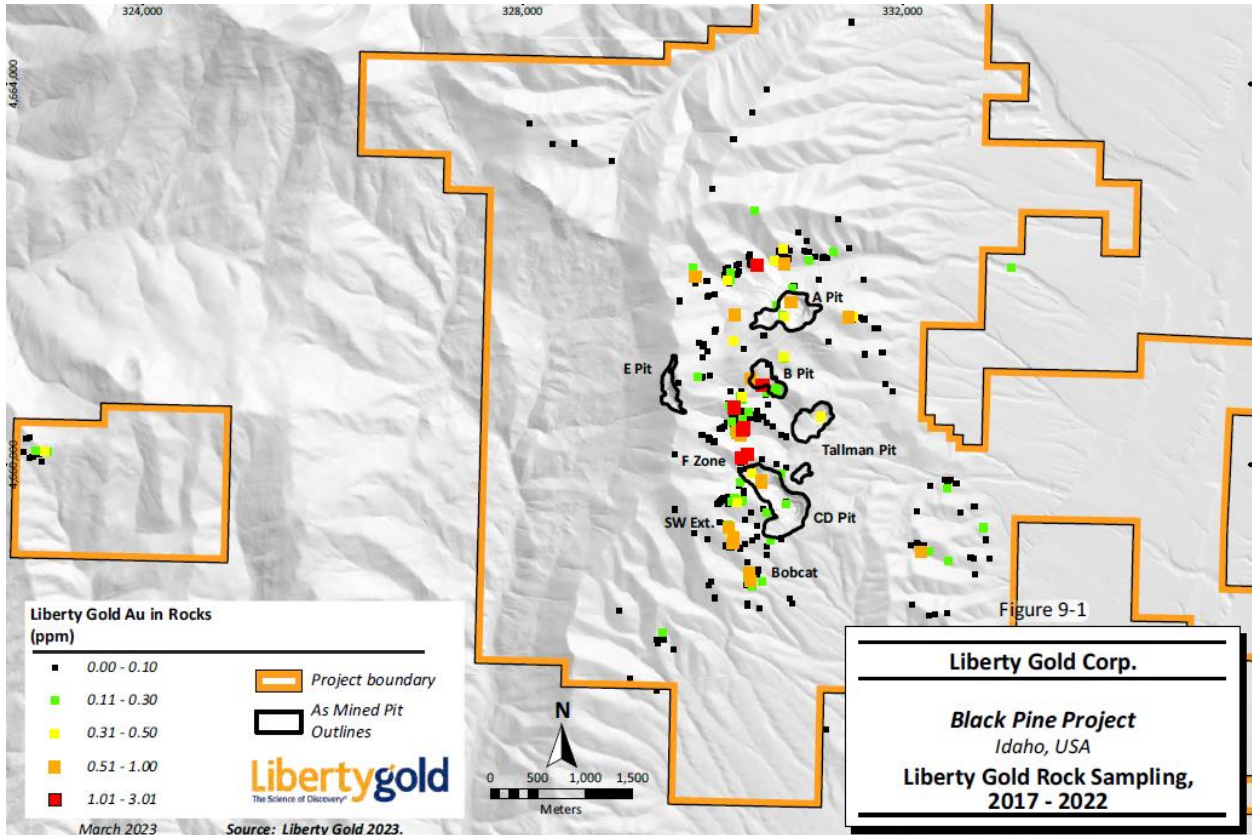 324,000
328,000
332,000
4,664,000
A Pit
E Pit
B Pit
Tallman Pit
4,660,000
F Zone
SW Ext.
CD Pit
Bobcat
Figure 9-1
Liberty Gold Au in Rocks
(ppm)
0.00 - 0.10
0.11 - 0.30
0.31 - 0.50
0.51 - 1.00
1.01 - 3.01
Project boundary
As Mined Pit
Outlines
Libertygold
The Science of Discovery®
March 2023
Source: Liberty Gold 2023.
N
0 500 1,000 1,500
Meters
Liberty Gold Corp.
Black Pine Project
Idaho, USA
Liberty Gold Rock Sampling,
2017 - 2022